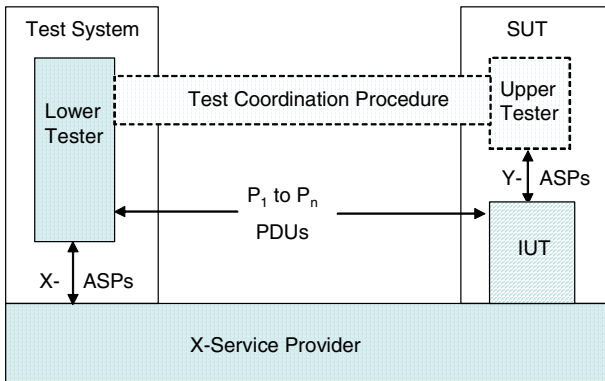 Test System
SUT
Lower
Tester
Test Coordination Procedure
Upper
Tester
Y- ASPs
P₁ to Pₙ
PDUs
IUT
X- ASPs
X-Service Provider